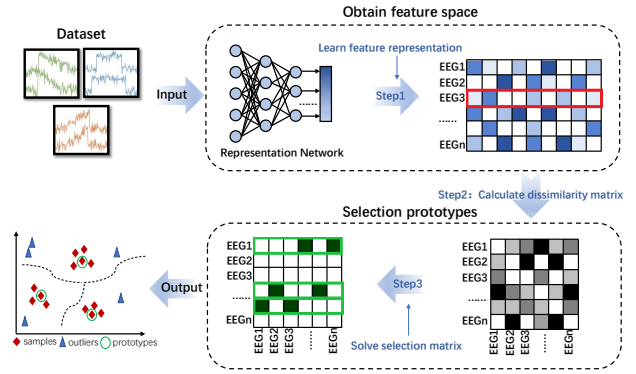 Obtain feature space
Dataset
Learn feature representation
Input
Step1
EEG1
EEG2
EEG3
......
EEGn
......
Representation Network
Step2: Calculate dissimilarity matrix
Selection prototypes
EEG1
EEG2
EEG3
......
EEGn
EEG1
EEG2
EEG3
......
EEGn
Output
Step3
Solve selection matrix
EEG1
EEG2
EEG3
......
EEGn
EEG1
EEG2
EEG3
......
EEGn
samples
outliers
prototypes